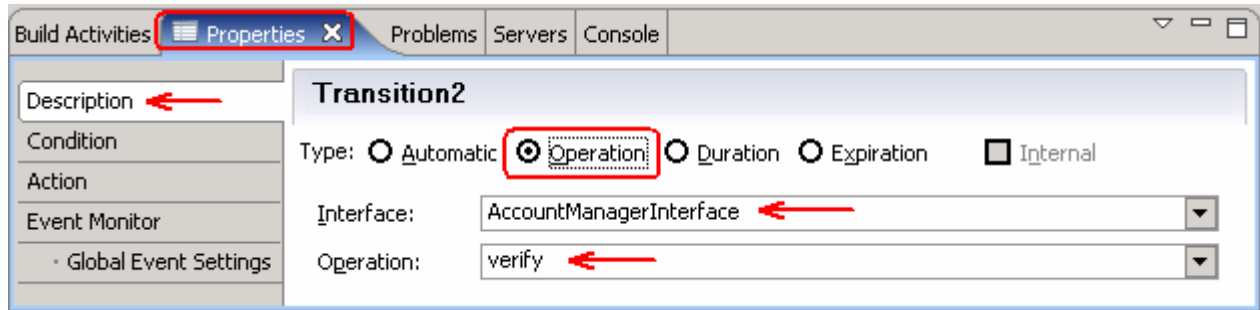 Build Activities Properties Problems Servers Console
Description
Condition
Action
Event Monitor
Global Event Settings
Transition2
Type: Automatic Operation Duration Expiration Internal
Interface: AccountManagerInterface
Operation: verify